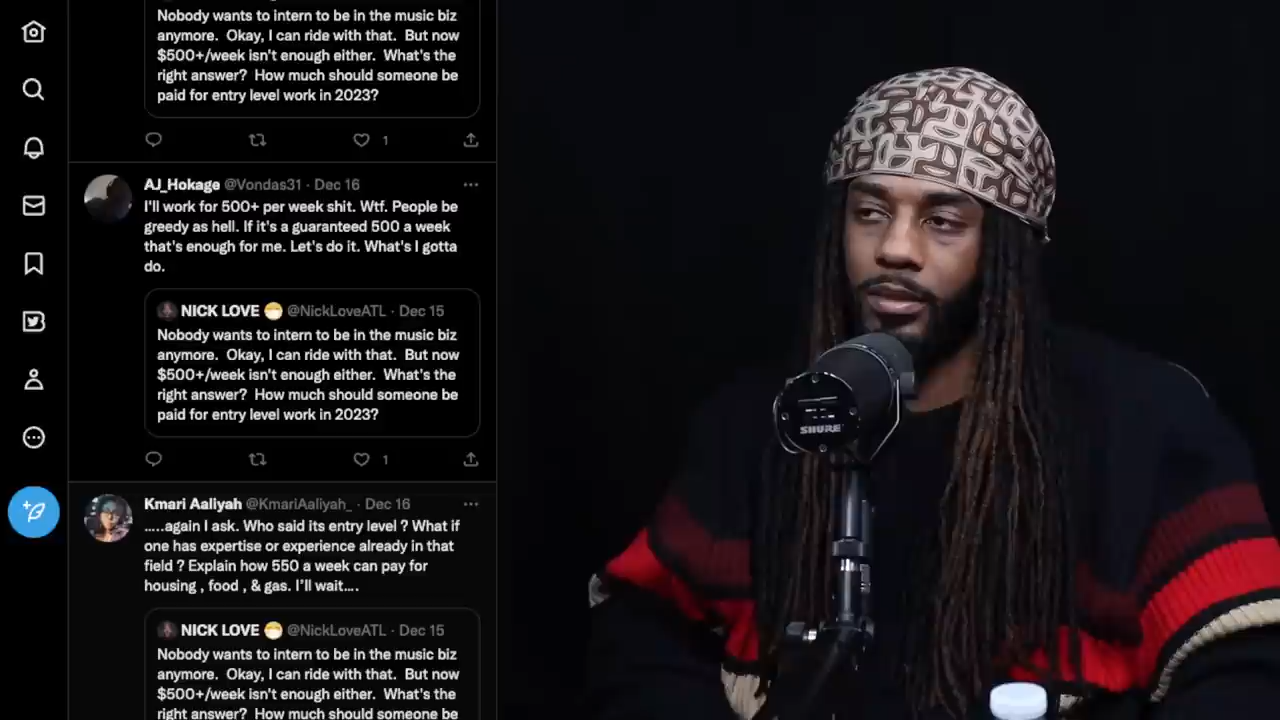 Nobody wants to intern to be in the music biz
anymore.  Okay, I can ride with that.  But now
$500+/week isn't enough either.  What's the
right answer?  How much should someone be
paid for entry level work in 2023?
1
AJ_Hokage @Vondas31 · Dec 16
I'll work for 500+ per week shit. Wtf. People be
greedy as hell. If it's a guaranteed 500 a week
that's enough for me. Let's do it. What's I gotta
do.
NICK LOVE 😷 @NickLoveATL · Dec 15
Nobody wants to intern to be in the music biz
anymore.  Okay, I can ride with that.  But now
$500+/week isn't enough either.  What's the
right answer?  How much should someone be
paid for entry level work in 2023?
1
Kmari Aaliyah @KmariAaliyah_ · Dec 16
.....again I ask. Who said its entry level ? What if
one has expertise or experience already in that
field ? Explain how 550 a week can pay for
housing , food , & gas. I'll wait....
NICK LOVE 😷 @NickLoveATL · Dec 15
Nobody wants to intern to be in the music biz
anymore.  Okay, I can ride with that.  But now
$500+/week isn't enough either.  What's the
right answer?  How much should someone be
SHURE